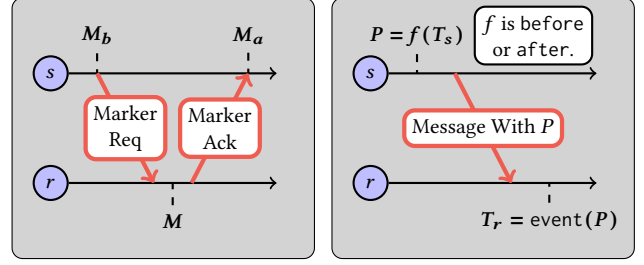 M_b M_a
s
Marker
Req
Marker
Ack
r
M
P = f(T_s)
f is before
or after.
s
Message With P
r
T_r = event(P)